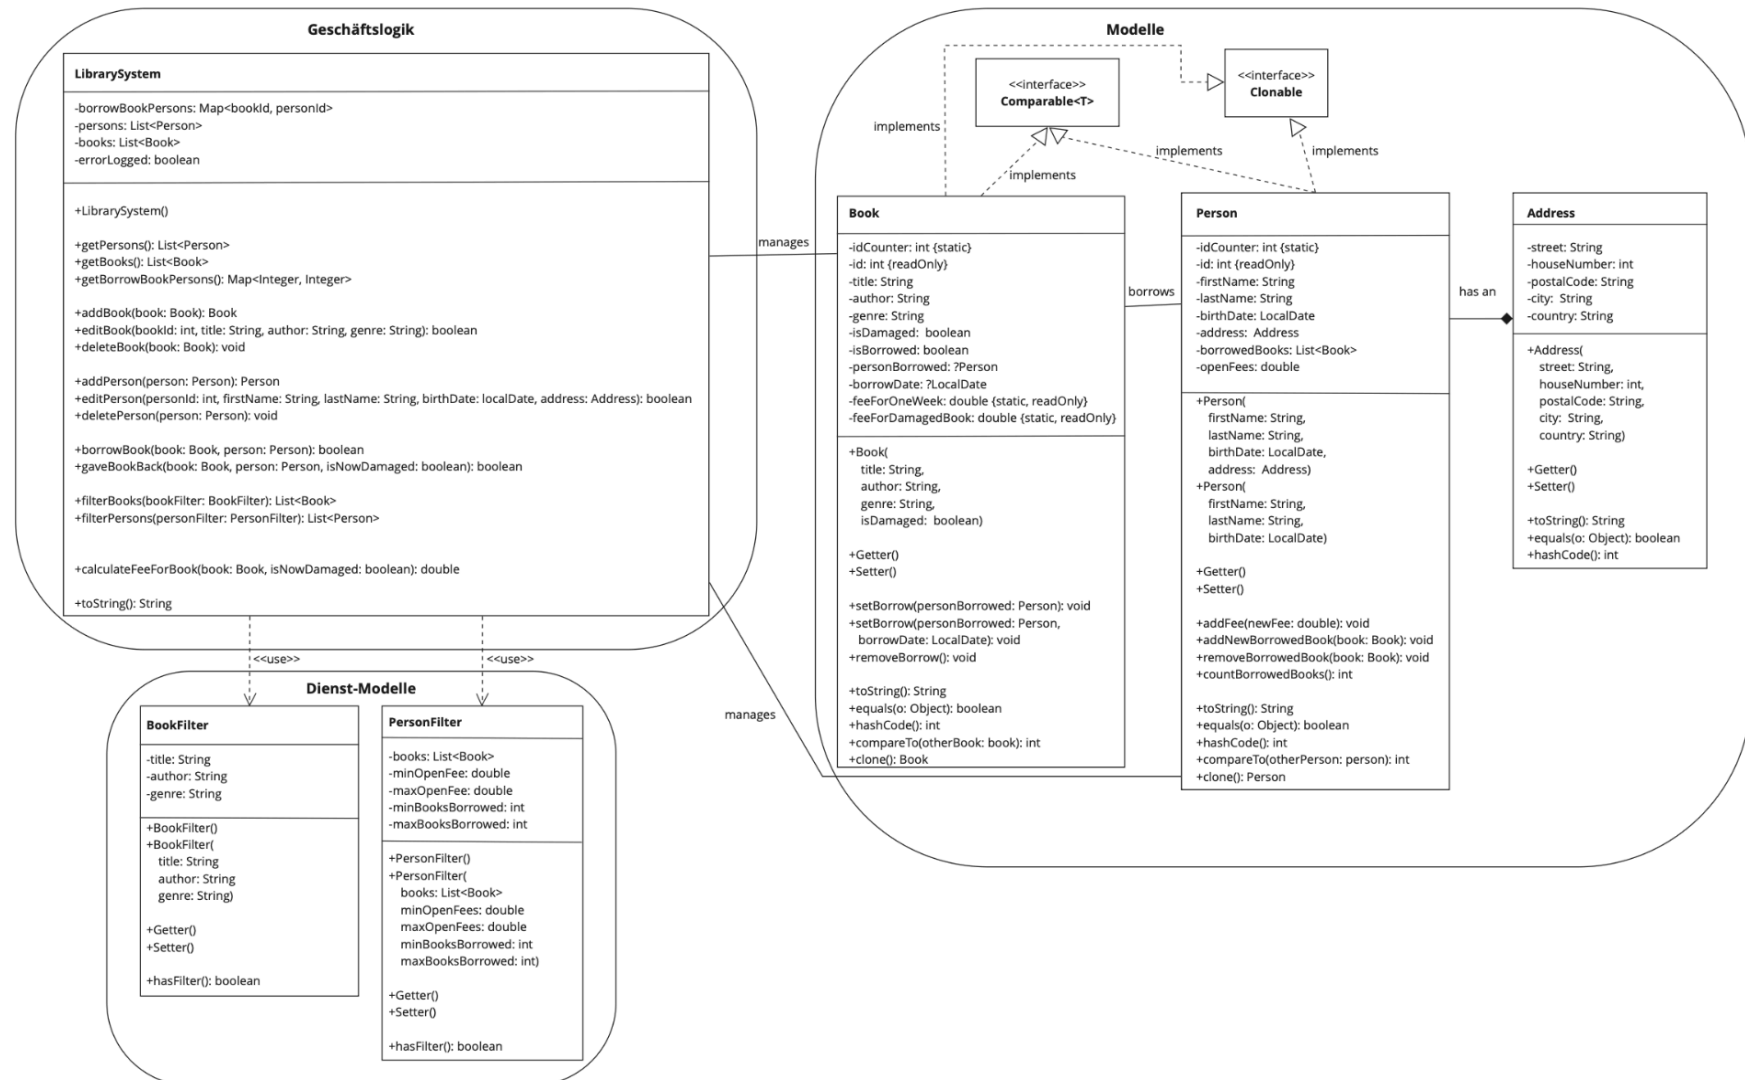 Geschäftslogik
LibrarySystem
-borrowBookPersons: Map<bookId, personId>
-persons: List<Person>
-books: List<Book>
-errorLogged: boolean
+LibrarySystem()
+getPersons(): List<Person>
+getBooks(): List<Book>
+getBorrowBookPersons(): Map<Integer, Integer>
+addBook(book: Book): Book
+editBook(bookId: int, title: String, author: String, genre: String): boolean
+deleteBook(book: Book): void
+addPerson(person: Person): Person
+editPerson(personId: int, firstName: String, lastName: String, birthDate: localDate, address: Address): boolean
+deletePerson(person: Person): void
+borrowBook(book: Book, person: Person): boolean
+gaveBookBack(book: Book, person: Person, isNowDamaged: boolean): boolean
+filterBooks(bookFilter: BookFilter): List<Book>
+filterPersons(personFilter: PersonFilter): List<Person>
+calculateFeeForBook(book: Book, isNowDamaged: boolean): double
+toString(): String
<<use>>
<<use>>
Dienst-Modelle
BookFilter
-title: String
-author: String
-genre: String
+BookFilter()
+BookFilter(
title: String
author: String
genre: String)
+Getter()
+Setter()
+hasFilter(): boolean
PersonFilter
-books: List<Book>
-minOpenFee: double
-maxOpenFee: double
-minBooksBorrowed: int
-maxBooksBorrowed: int
+PersonFilter()
+PersonFilter(
books: List<Book>
minOpenFees: double
maxOpenFees: double
minBooksBorrowed: int
maxBooksBorrowed: int)
+Getter()
+Setter()
+hasFilter(): boolean
manages
manages
Modelle
<<interface>>
Comparable<T>
<<interface>>
Clonable
implements
implements
implements
implements
Book
-idCounter: int {static}
-id: int {readOnly}
-title: String
-author: String
-genre: String
-isDamaged: boolean
-isBorrowed: boolean
-personBorrowed: ?Person
-borrowDate: ?LocalDate
-feeForOneWeek: double {static, readOnly}
-feeForDamagedBook: double {static, readOnly}
+Book(
title: String,
author: String,
genre: String,
isDamaged: boolean)
+Getter()
+Setter()
+setBorrow(personBorrowed: Person): void
+setBorrow(personBorrowed: Person,
borrowDate: LocalDate): void
+removeBorrow(): void
+toString(): String
+equals(o: Object): boolean
+hashCode(): int
+compareTo(otherBook: book): int
+clone(): Book
borrows
Person
-idCounter: int {static}
-id: int {readOnly}
-firstName: String
-lastName: String
-birthDate: LocalDate
-address: Address
-borrowedBooks: List<Book>
-openFees: double
+Person(
firstName: String,
lastName: String,
birthDate: LocalDate,
address: Address)
+Person(
firstName: String,
lastName: String,
birthDate: LocalDate)
+Getter()
+Setter()
+addFee(newFee: double): void
+addNewBorrowedBook(book: Book): void
+removeBorrowedBook(book: Book): void
+countBorrowedBooks(): int
+toString(): String
+equals(o: Object): boolean
+hashCode(): int
+compareTo(otherPerson: person): int
+clone(): Person
has an
Address
-street: String
-houseNumber: int
-postalCode: String
-city: String
-country: String
+Address(
street: String,
houseNumber: int,
postalCode: String,
city: String,
country: String)
+Getter()
+Setter()
+toString(): String
+equals(o: Object): boolean
+hashCode(): int